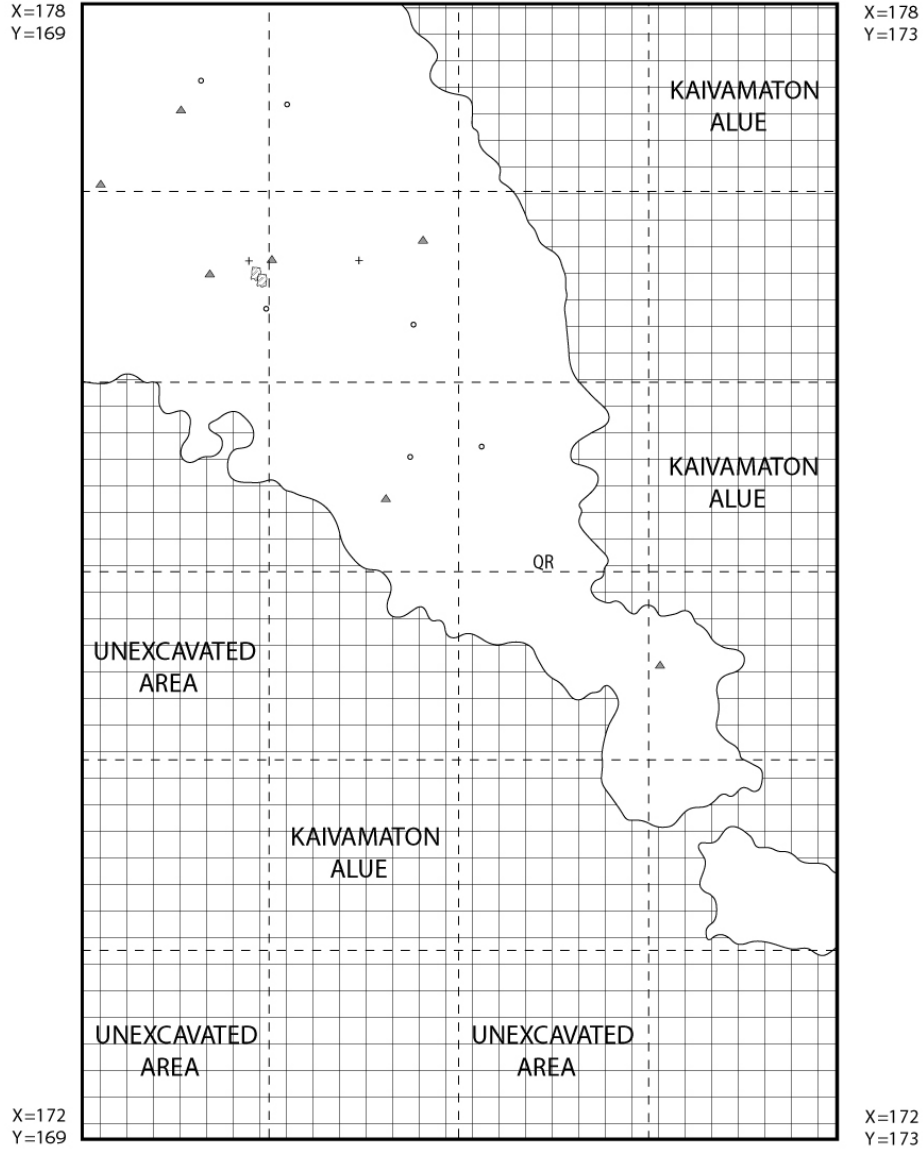 X=178
Y=169
X=178
Y=173
KAIVAMATON
ALUE
KAIVAMATON
ALUE
QR
UNEXCAVATED
AREA
KAIVAMATON
ALUE
UNEXCAVATED
AREA
UNEXCAVATED
AREA
X=172
Y=169
X=172
Y=173